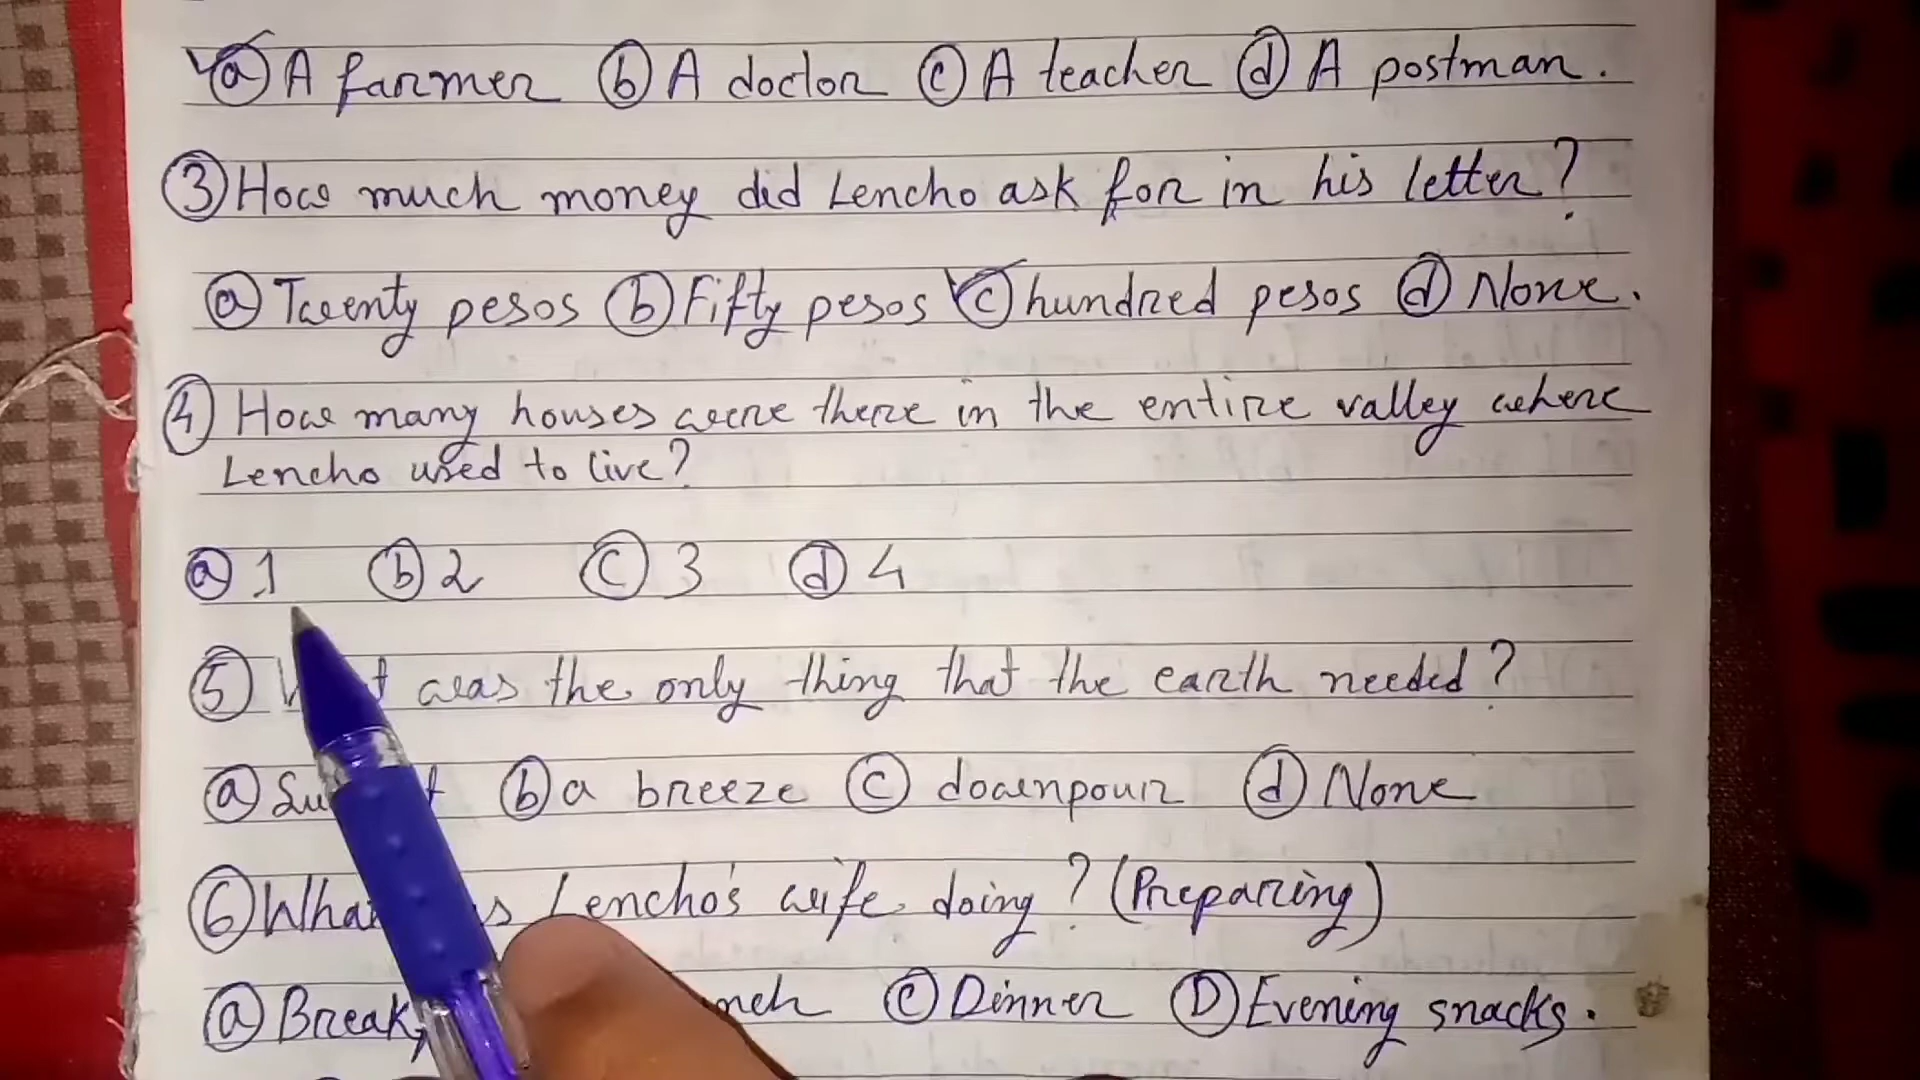 a A farmer b A doctor c A teacher d A postman.
3 How much money did Lencho ask for in his letter?
a Twenty pesos b Fifty pesos c hundred pesos d None.
4 How many houses were there in the entire valley where
Lencho used to live?
a 1 b 2 c 3 d 4
5 was the only thing that the earth needed?
a b a breeze c downpour d None
6 Lencho's wife doing? (Preparing)
a c Dinner D Evening snacks.